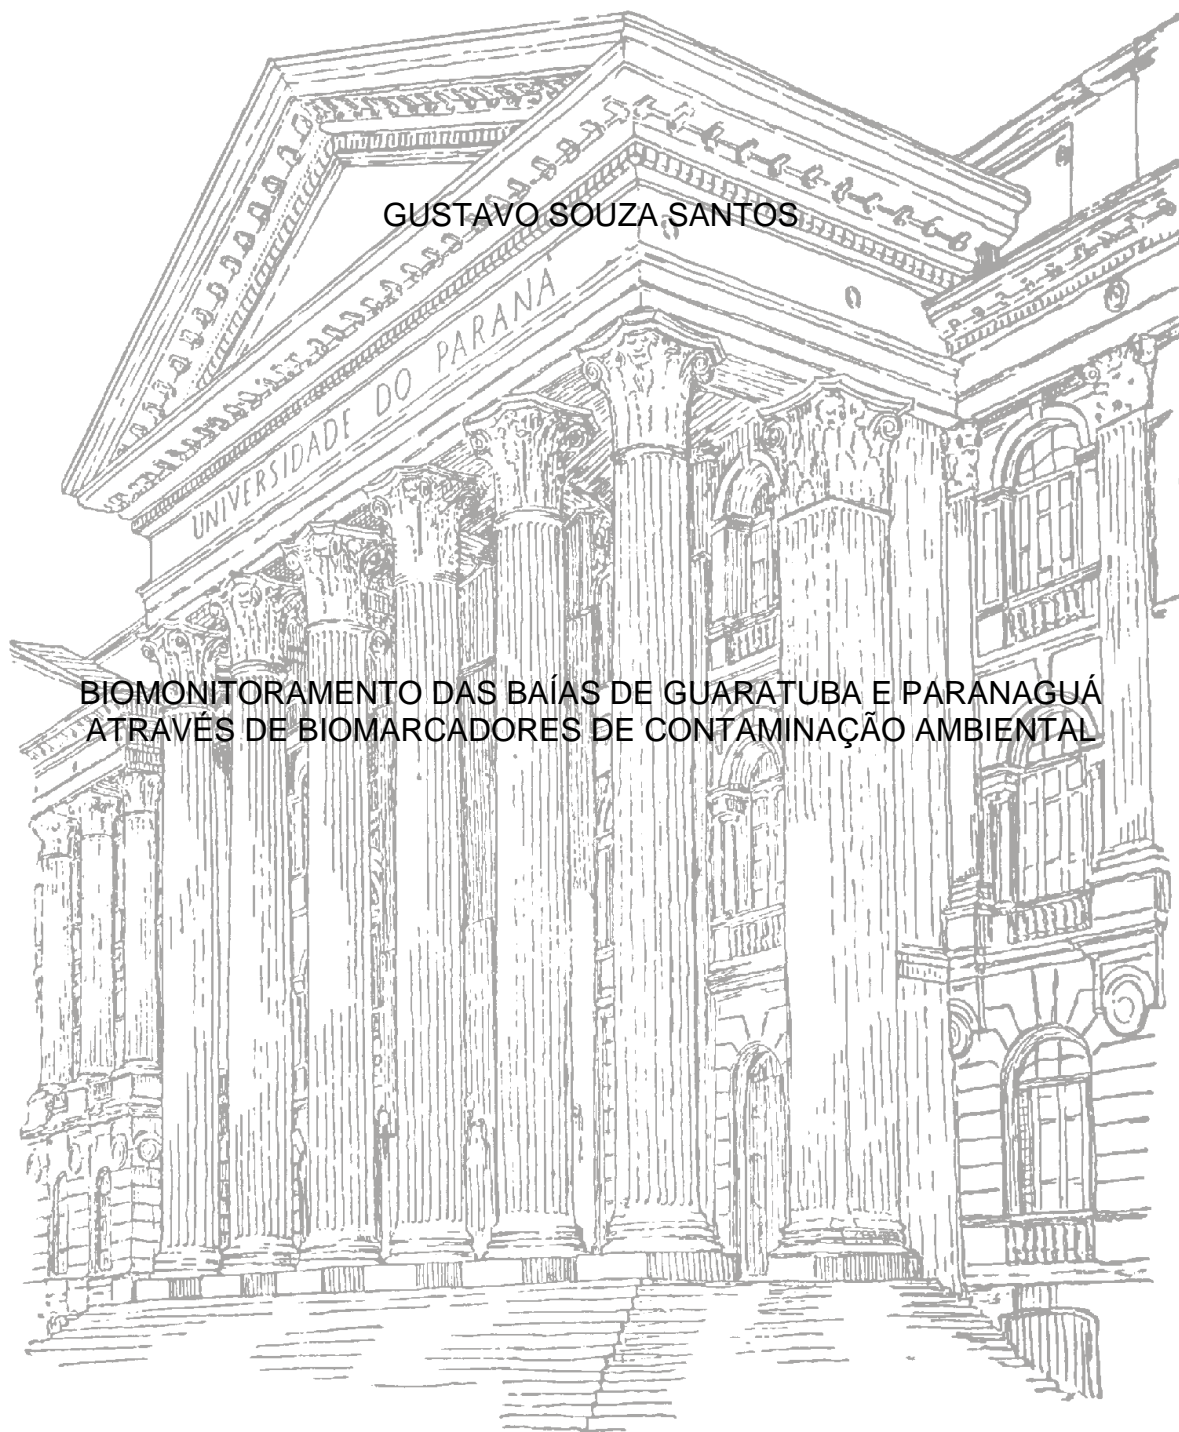 GUSTAVO SOUZA SANTOS
UNIVERSIDADE DO PARANÁ
BIOMONITORAMENTO DAS BAÍAS DE GUARATUBA E PARANAGUÁ
ATRAVÉS DE BIOMARCADORES DE CONTAMINAÇÃO AMBIENTAL